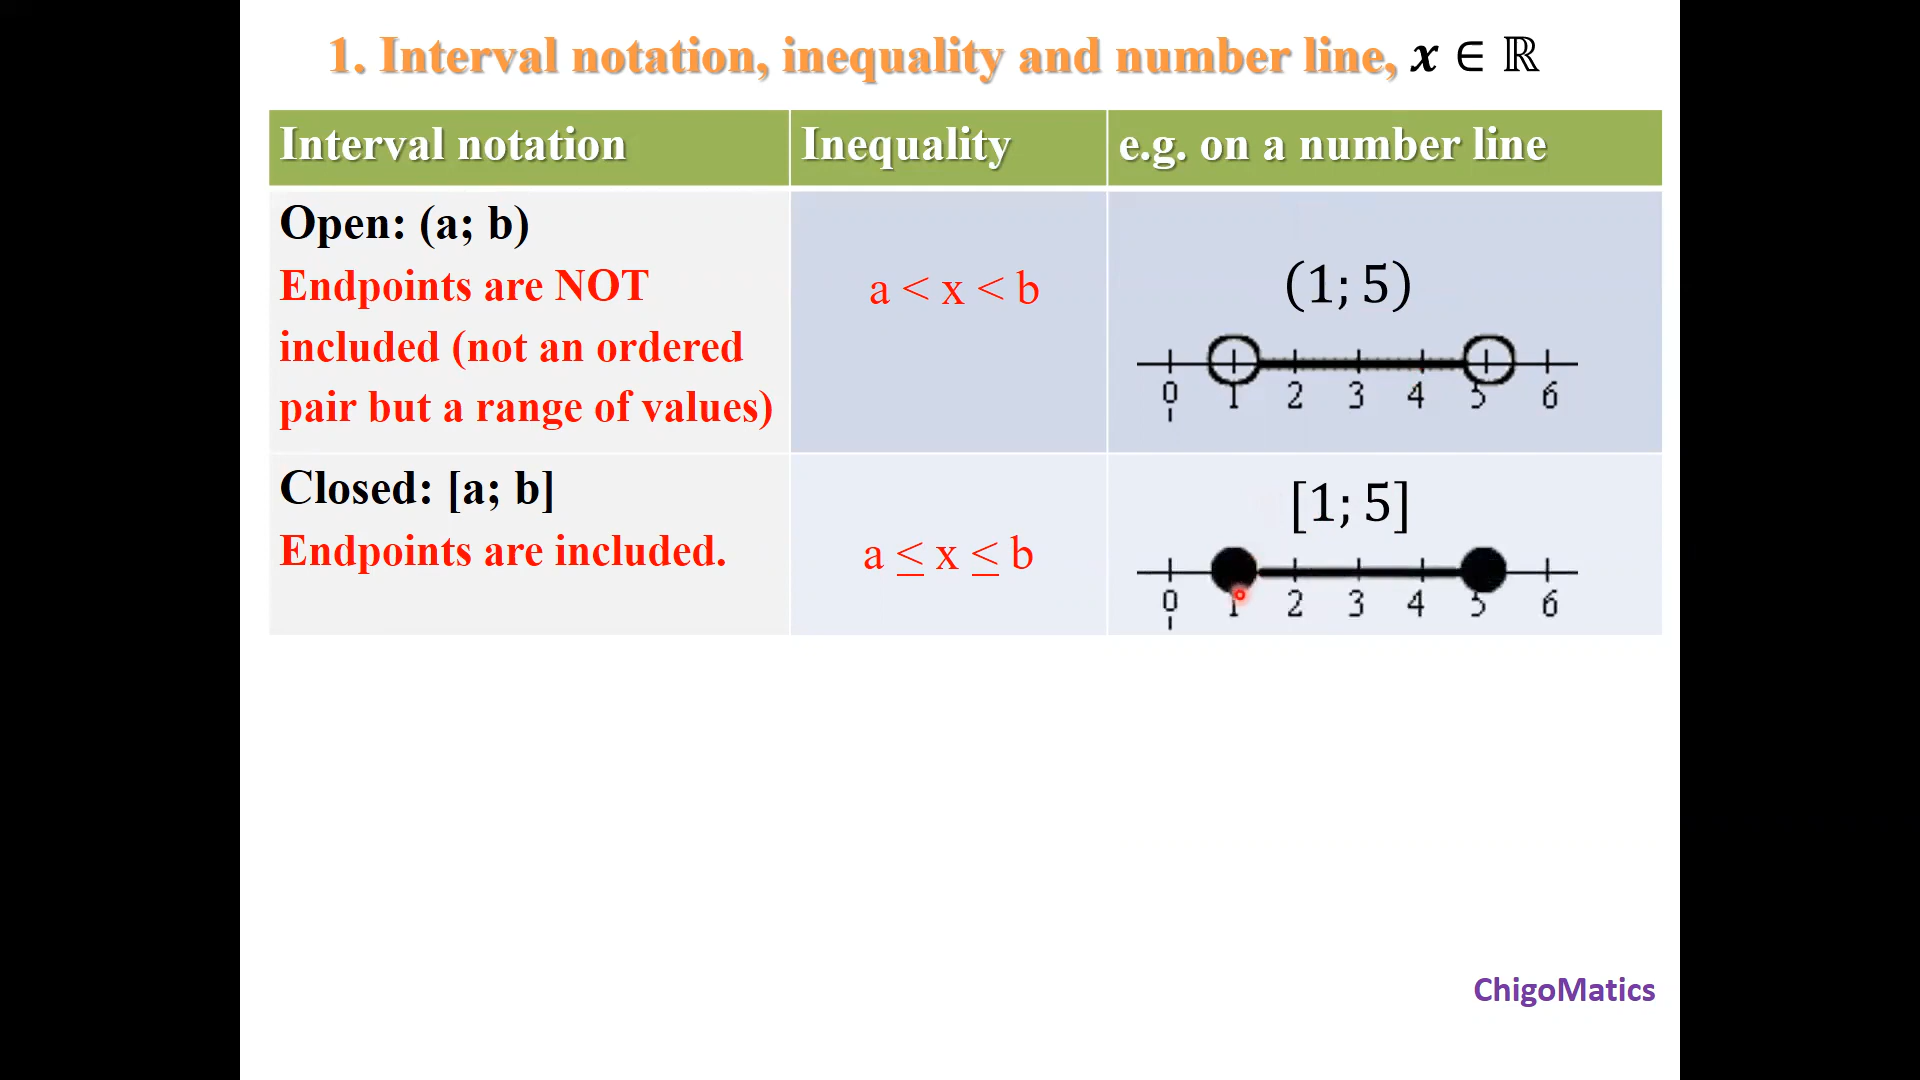 1. Interval notation, inequality and number line, 𝒙 ∈ ℝ
Interval notation
Inequality
e.g. on a number line
Open: (a; b)
Endpoints are NOT
included (not an ordered
pair but a range of values)
a < x < b
(1; 5)
0 1 2 3 4 5 6
Closed: [a; b]
Endpoints are included.
a ≤ x ≤ b
[1; 5]
0 1 2 3 4 5 6
ChigoMatics